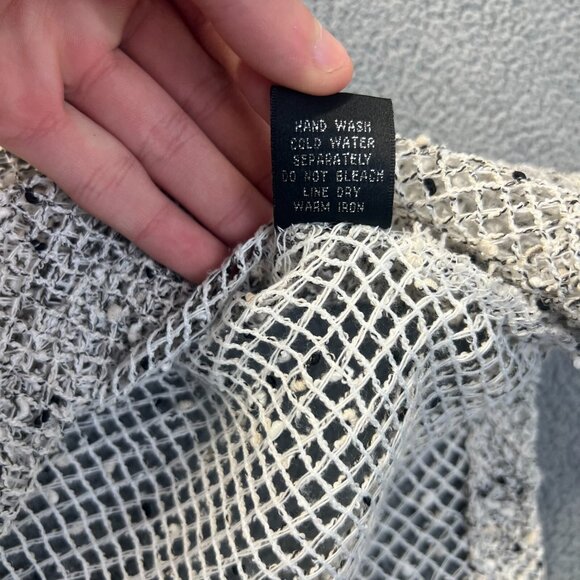 HAND WASH
COLD WATER
SEPARATELY
DO NOT BLEACH
LINE DRY
WARM IRON